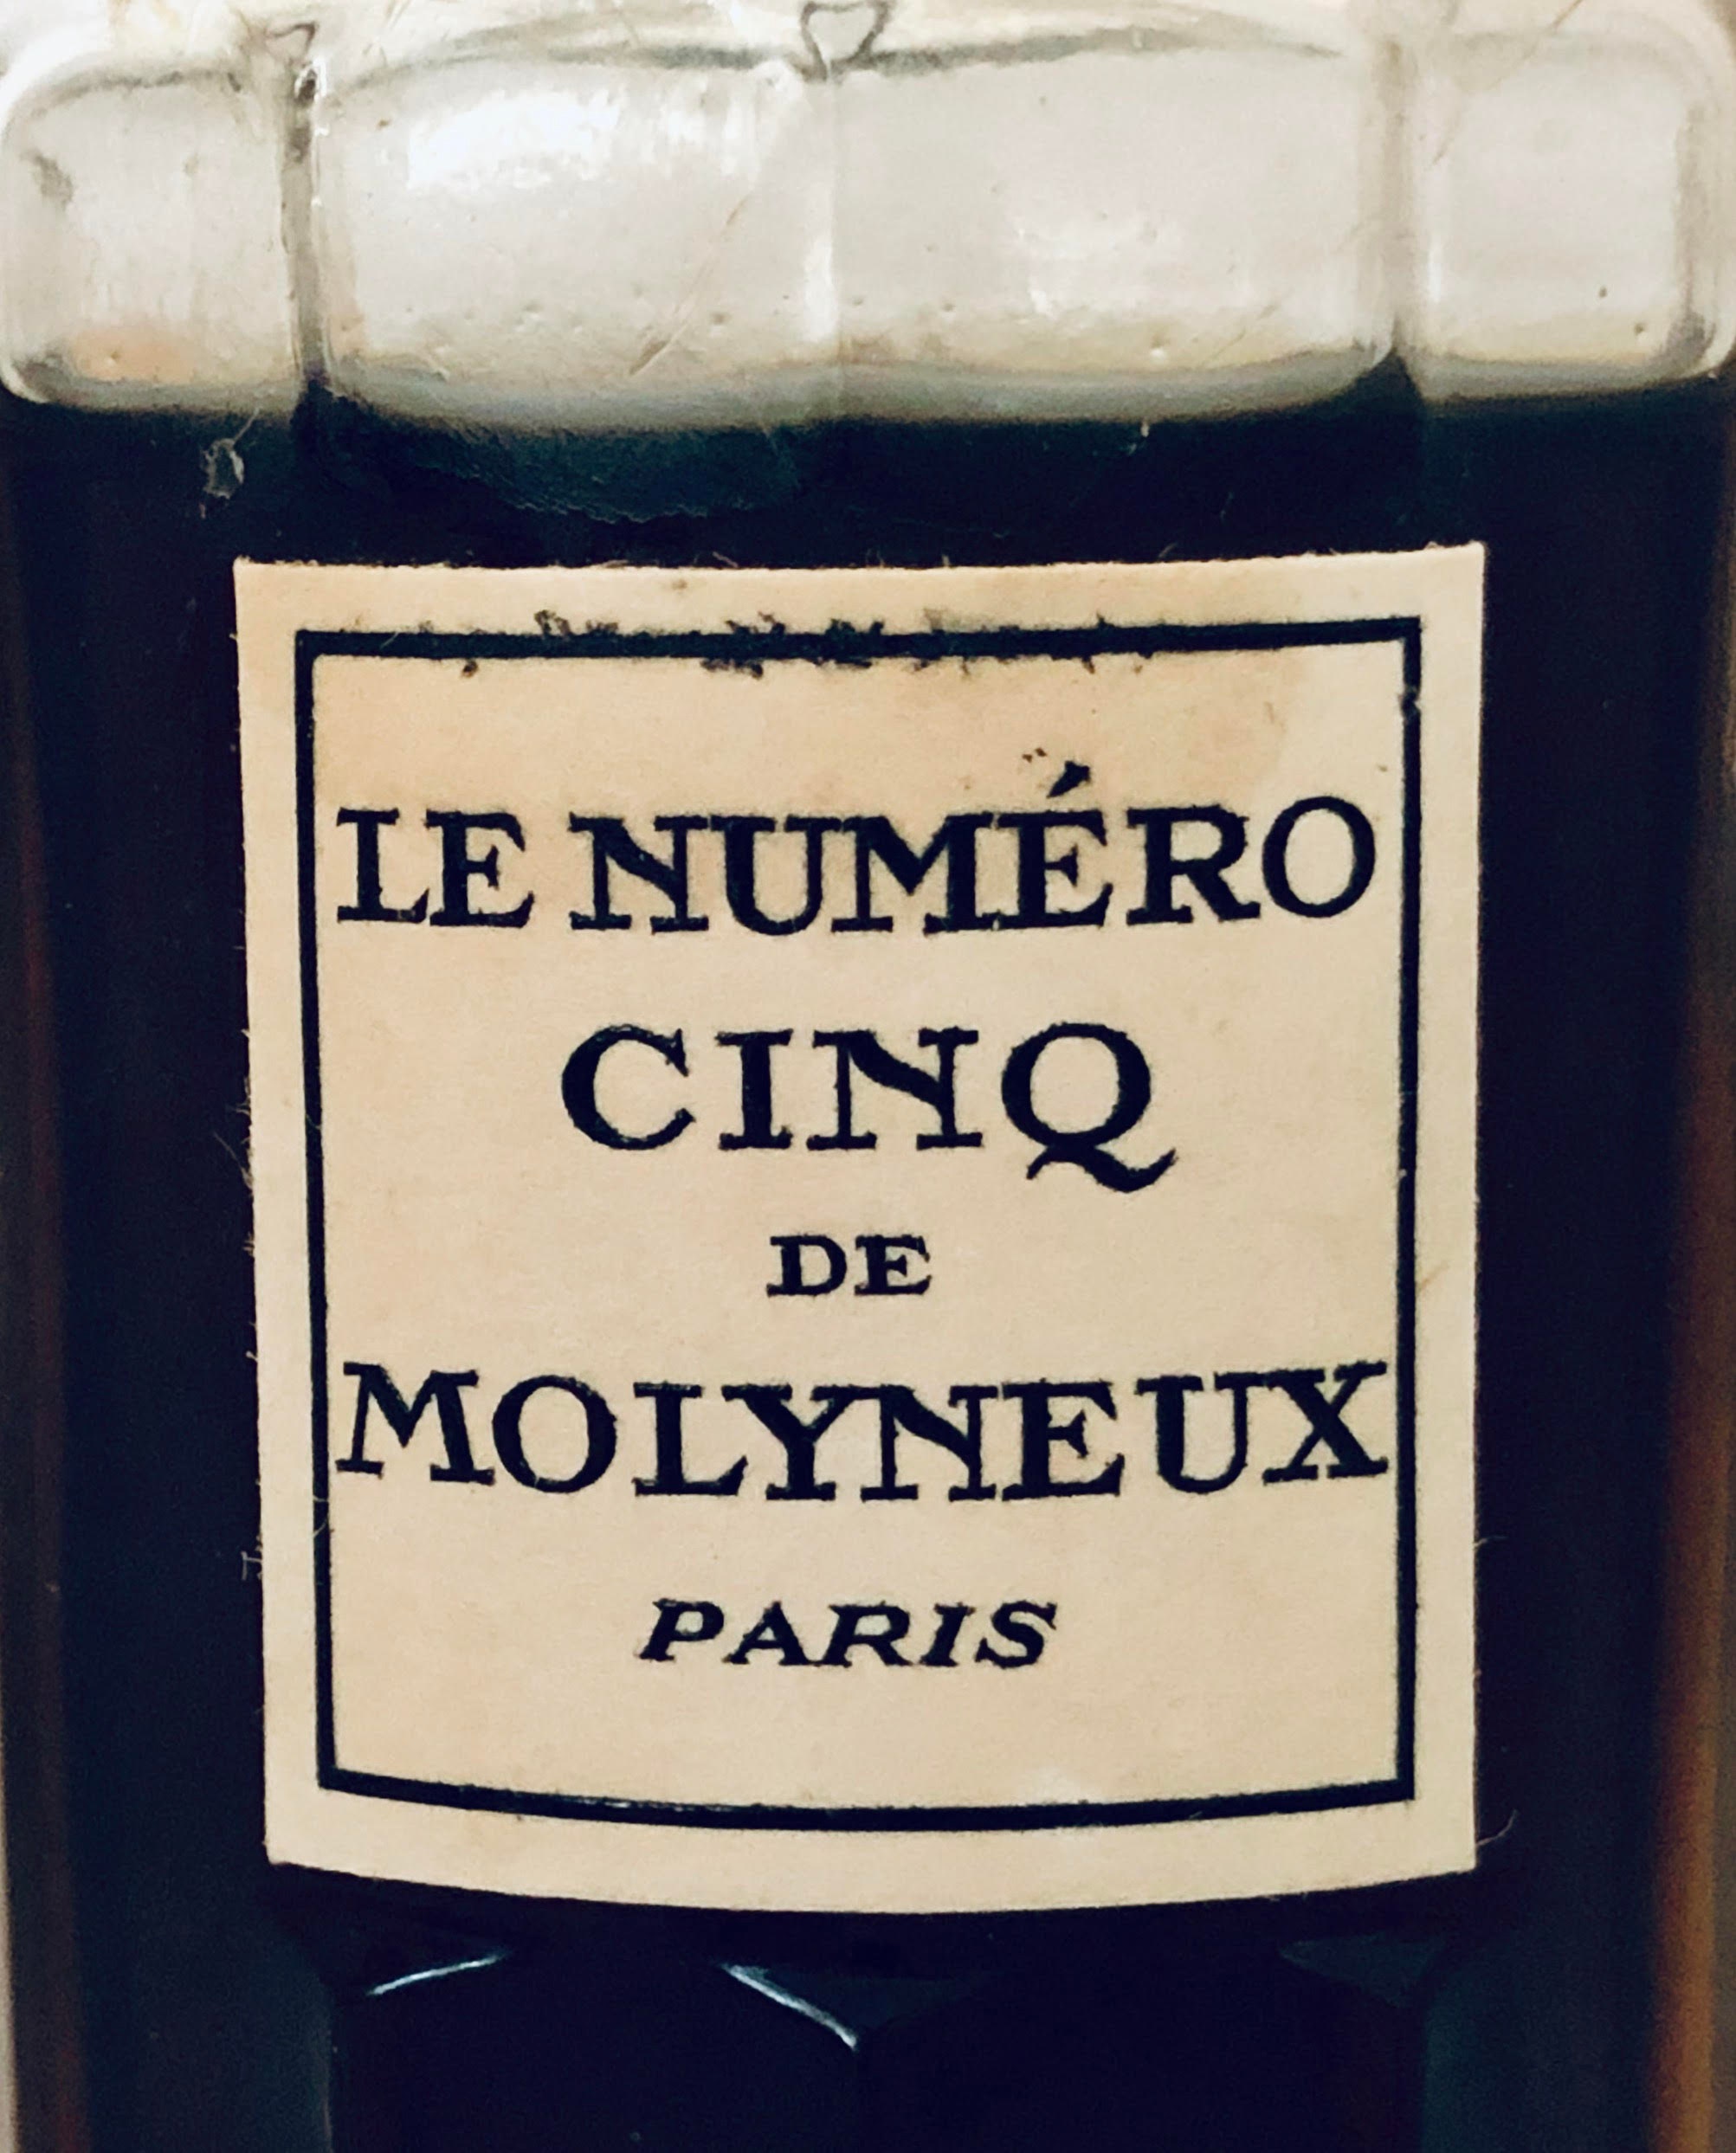 LE NUMÉRO
CINQ
DE
MOLYNEUX
PARIS